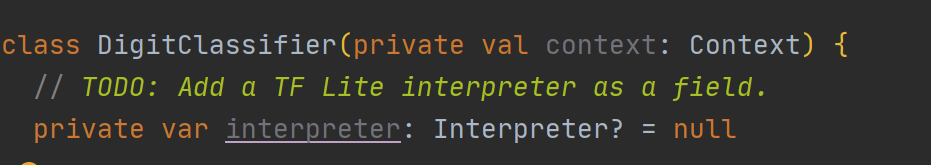 class DigitClassifier(private val context: Context) {
// TODO: Add a TF Lite interpreter as a field.
private var interpreter: Interpreter? = null